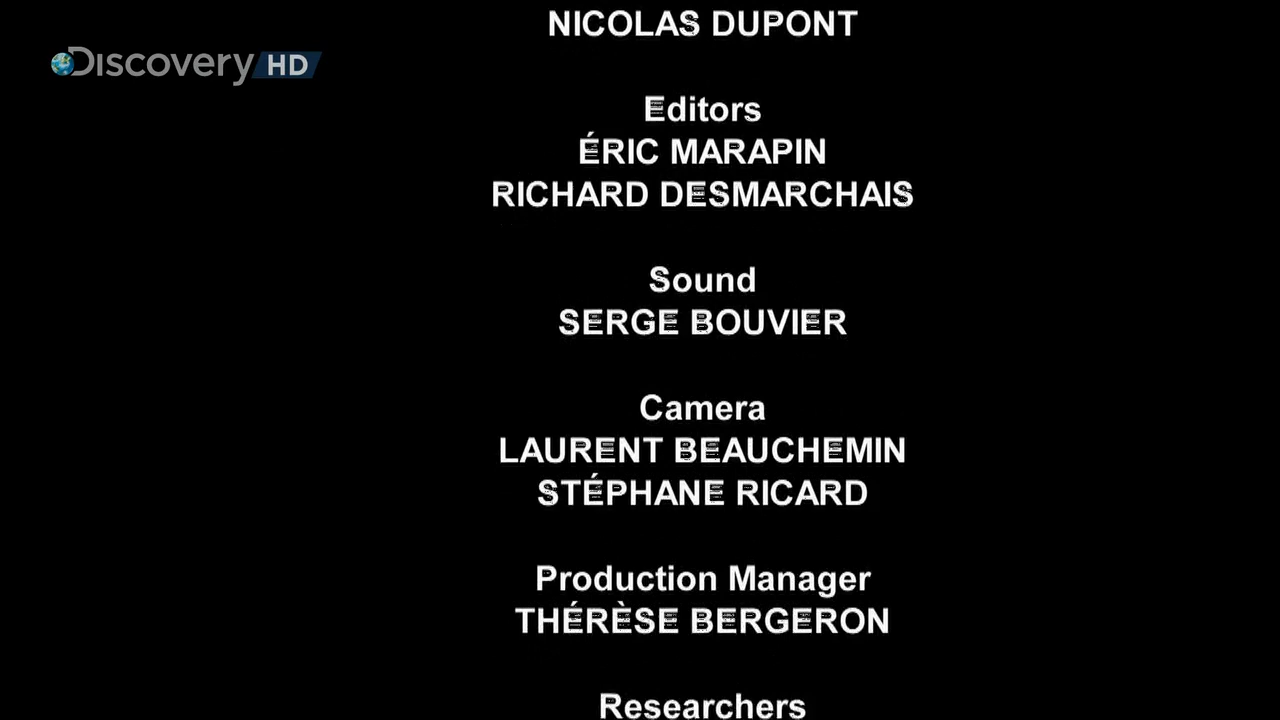 NICOLAS DUPONT
Discovery HD
Editors
ÉRIC MARAPIN
RICHARD DESMARCHAIS
Sound
SERGE BOUVIER
Camera
LAURENT BEAUCHEMIN
STÉPHANE RICARD
Production Manager
THÉRÈSE BERGERON
Researchers